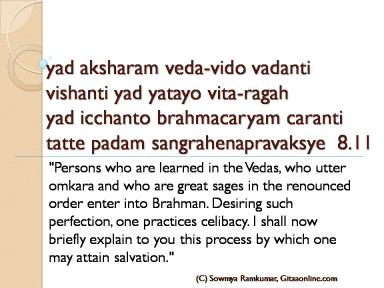 yad aksharam veda-vido vadanti
vishanti yad yatayo vita-ragah
yad icchanto brahmacaryam caranti
tatte padam sangrahenapravaksye 8.11
"Persons who are learned in the Vedas, who utter
omkara and who are great sages in the renounced
order enter into Brahman. Desiring such
perfection, one practices celibacy. I shall now
briefly explain to you this process by which one
may attain salvation."
(C) Sowmya Ramkumar, Gitaaonline.com